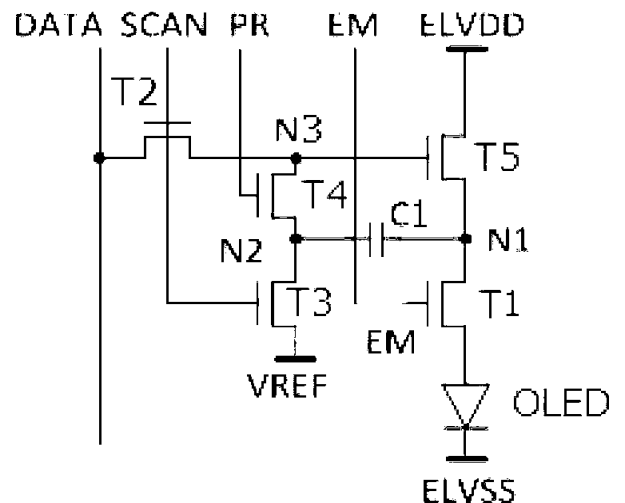 DATA SCAN PR EM ELVDD
T2
N3
T5
T4
C1
N2
N1
T3
T1
EM
VREF
OLED
ELVSS